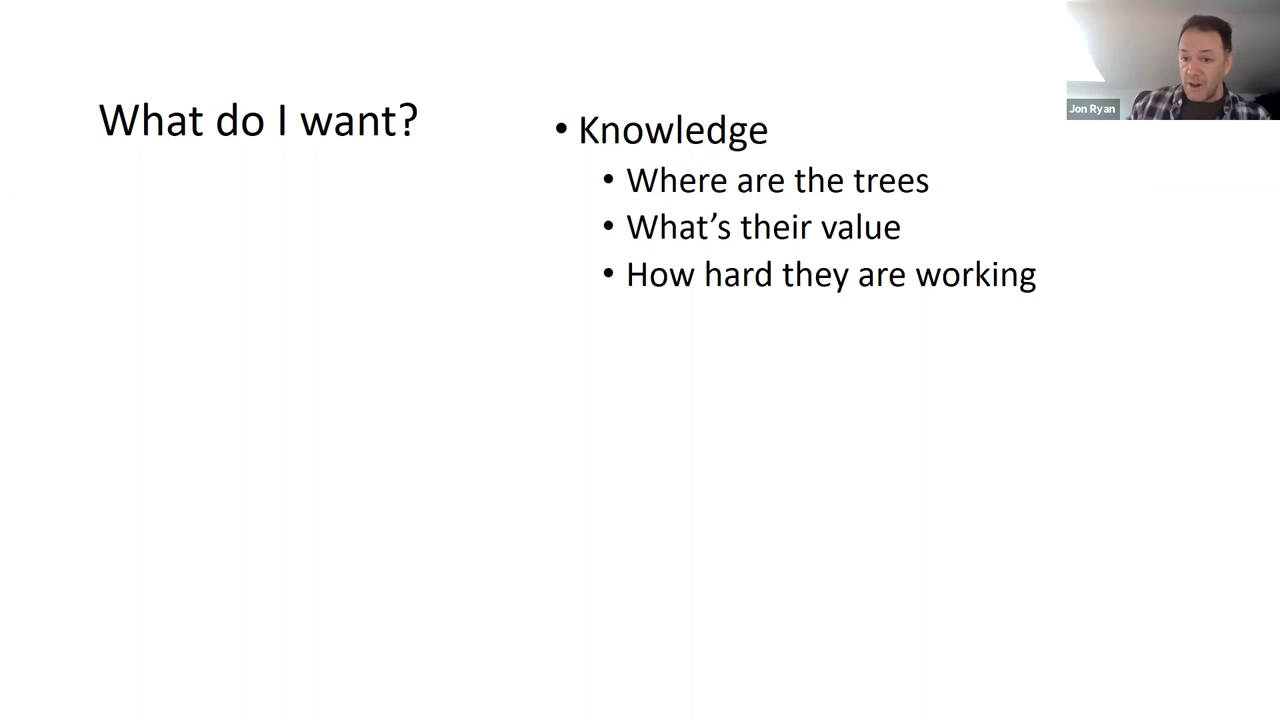 What do I want?
• Knowledge
• Where are the trees
• What’s their value
• How hard they are working
Jon Ryan